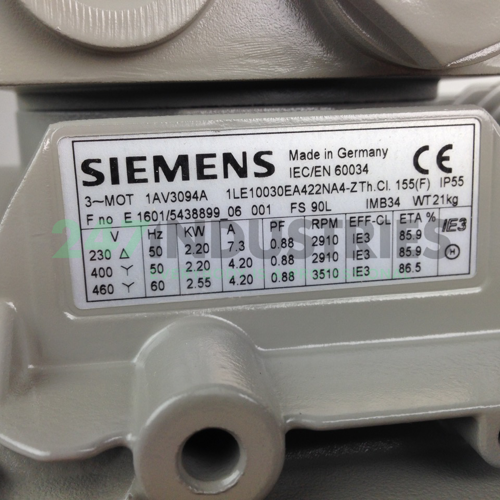 SIEMENS
Made in Germany
IEC/EN 60034
CE
3~MOT 1AV3094A 1LE10030EA422NA4-Z Th.Cl. 155(F) IP55
F no E 1601/5438899 06 001 FS 90L IMB34 WT 21kg
V Hz KW A PF RPM EFF-CL ETA % IE3
230 △ 50 2.20 7.3 0.88 2910 IE3 85.9
400 Y 50 2.20 4.20 0.88 2910 IE3 85.9 H
460 Y 60 2.55 4.20 0.88 3510 IE3 86.5